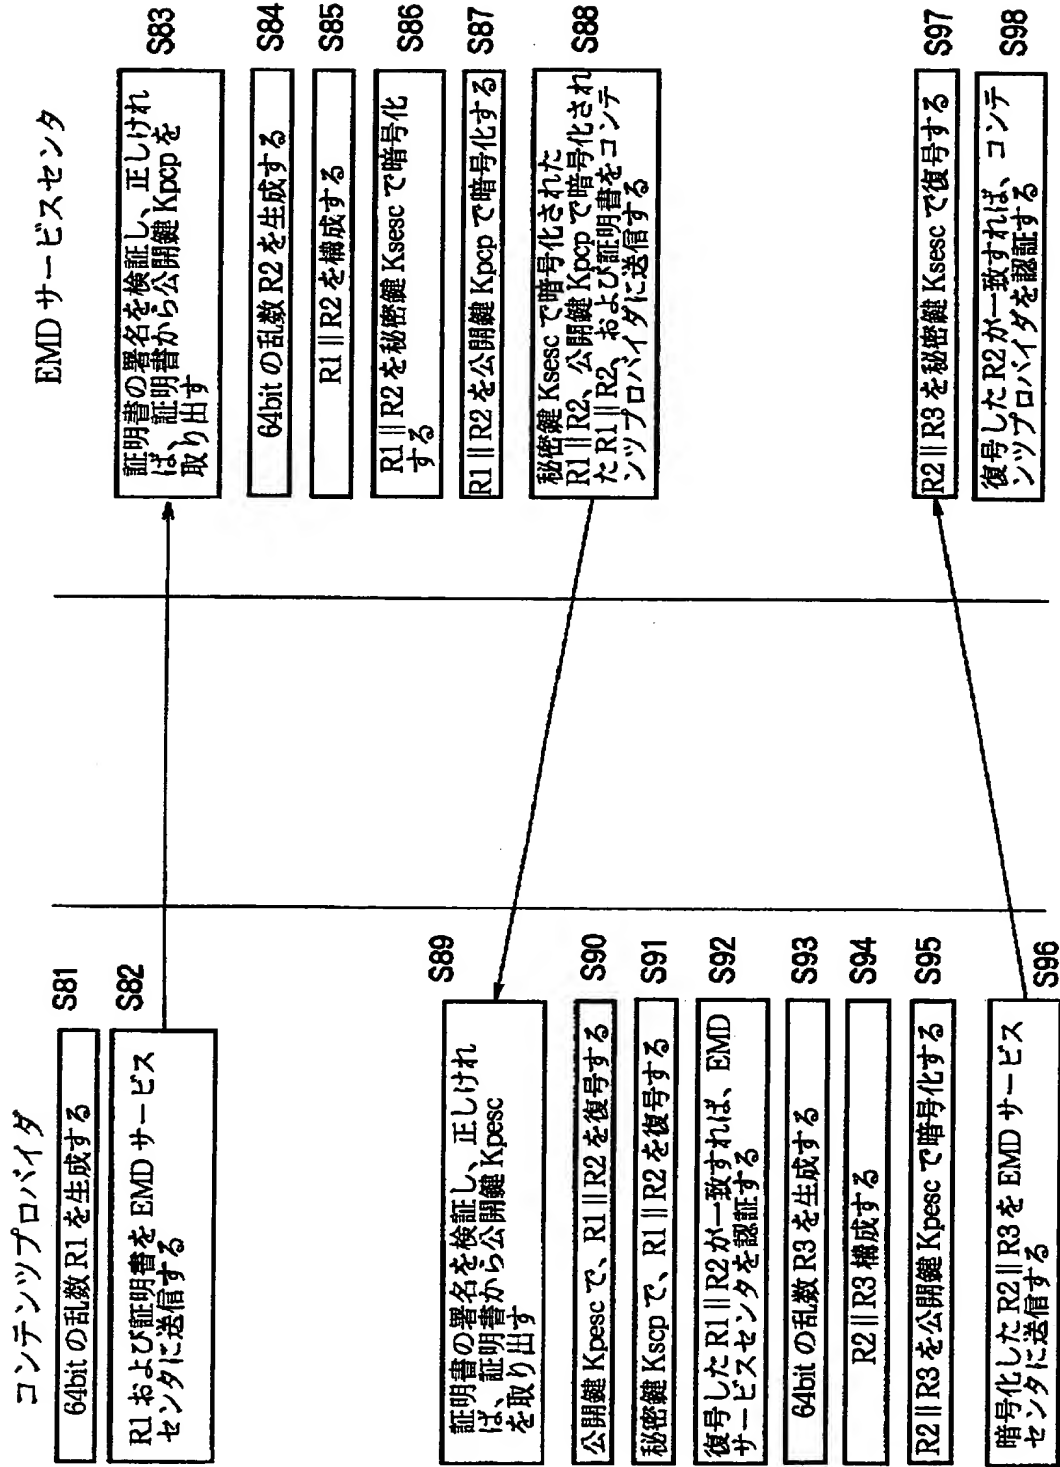 コンテンツプロバイダ
S81
64bit の乱数 R1 を生成する
S82
R1 および証明書を EMD サービス
センタに送信する
S89
証明書の署名を検証し、正しけれ
ば、証明書から公開鍵 Kpesc
を取り出す
S90
公開鍵 Kpesc で、R1 || R2 を復号する
S91
秘密鍵 Kscp で、R1 || R2 を復号する
S92
復号した R1 || R2 が一致すれば、EMD
サービスセンタを認証する
S93
64bit の乱数 R3 を生成する
S94
R2 || R3 構成する
S95
R2 || R3 を公開鍵 Kpesc で暗号化する
S96
暗号化した R2 || R3 を EMD サービス
センタに送信する
EMD サービスセンタ
S83
証明書の署名を検証し、正しけれ
ば、証明書から公開鍵 Kpcp を
取り出す
S84
64bit の乱数 R2 を生成する
S85
R1 || R2 を構成する
S86
R1 || R2 を秘密鍵 Ksesc で暗号化
する
S87
R1 || R2 を公開鍵 Kpcp で暗号化する
S88
秘密鍵 Ksesc で暗号化された
R1 || R2、公開鍵 Kpcp で暗号化され
た R1 || R2、および証明書をコンテ
ンツプロバイダに送信する
S97
R2 || R3 を秘密鍵 Ksesc で復号する
S98
復号した R2 が一致すれば、コンテ
ンツプロバイダを認証する